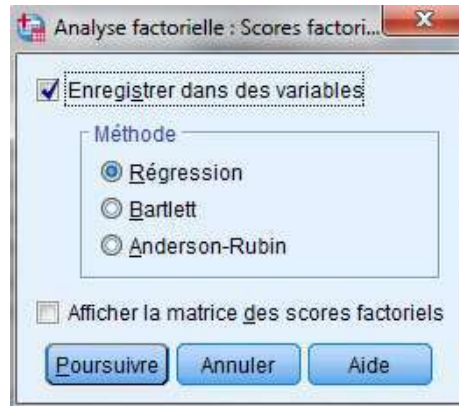 Analyse factorielle : Scores factori...
Enregistrer dans des variables
Méthode
Régression
Bartlett
Anderson-Rubin
Afficher la matrice des scores factoriels
Poursuivre Annuler Aide